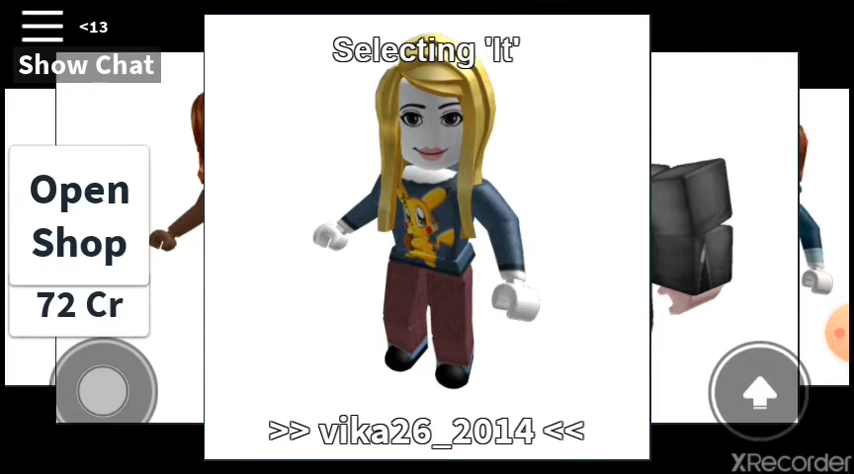 <13
Show Chat
Selecting 'It'
Open
Shop
72 Cr
>> vika26_2014 <<
XRecorder